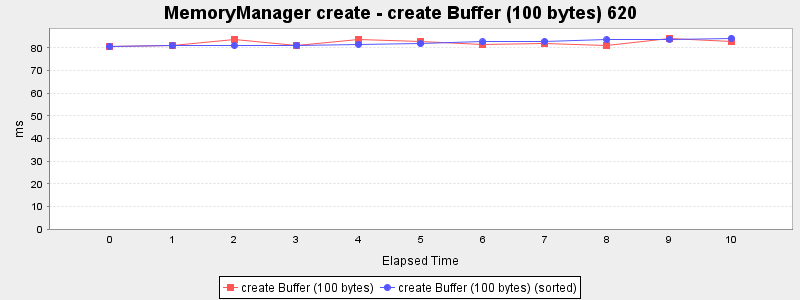 MemoryManager create - create Buffer (100 bytes) 620
80
70
60
50
40
30
20
10
0
ms
0 1 2 3 4 5 6 7 8 9 10
Elapsed Time
create Buffer (100 bytes) create Buffer (100 bytes) (sorted)